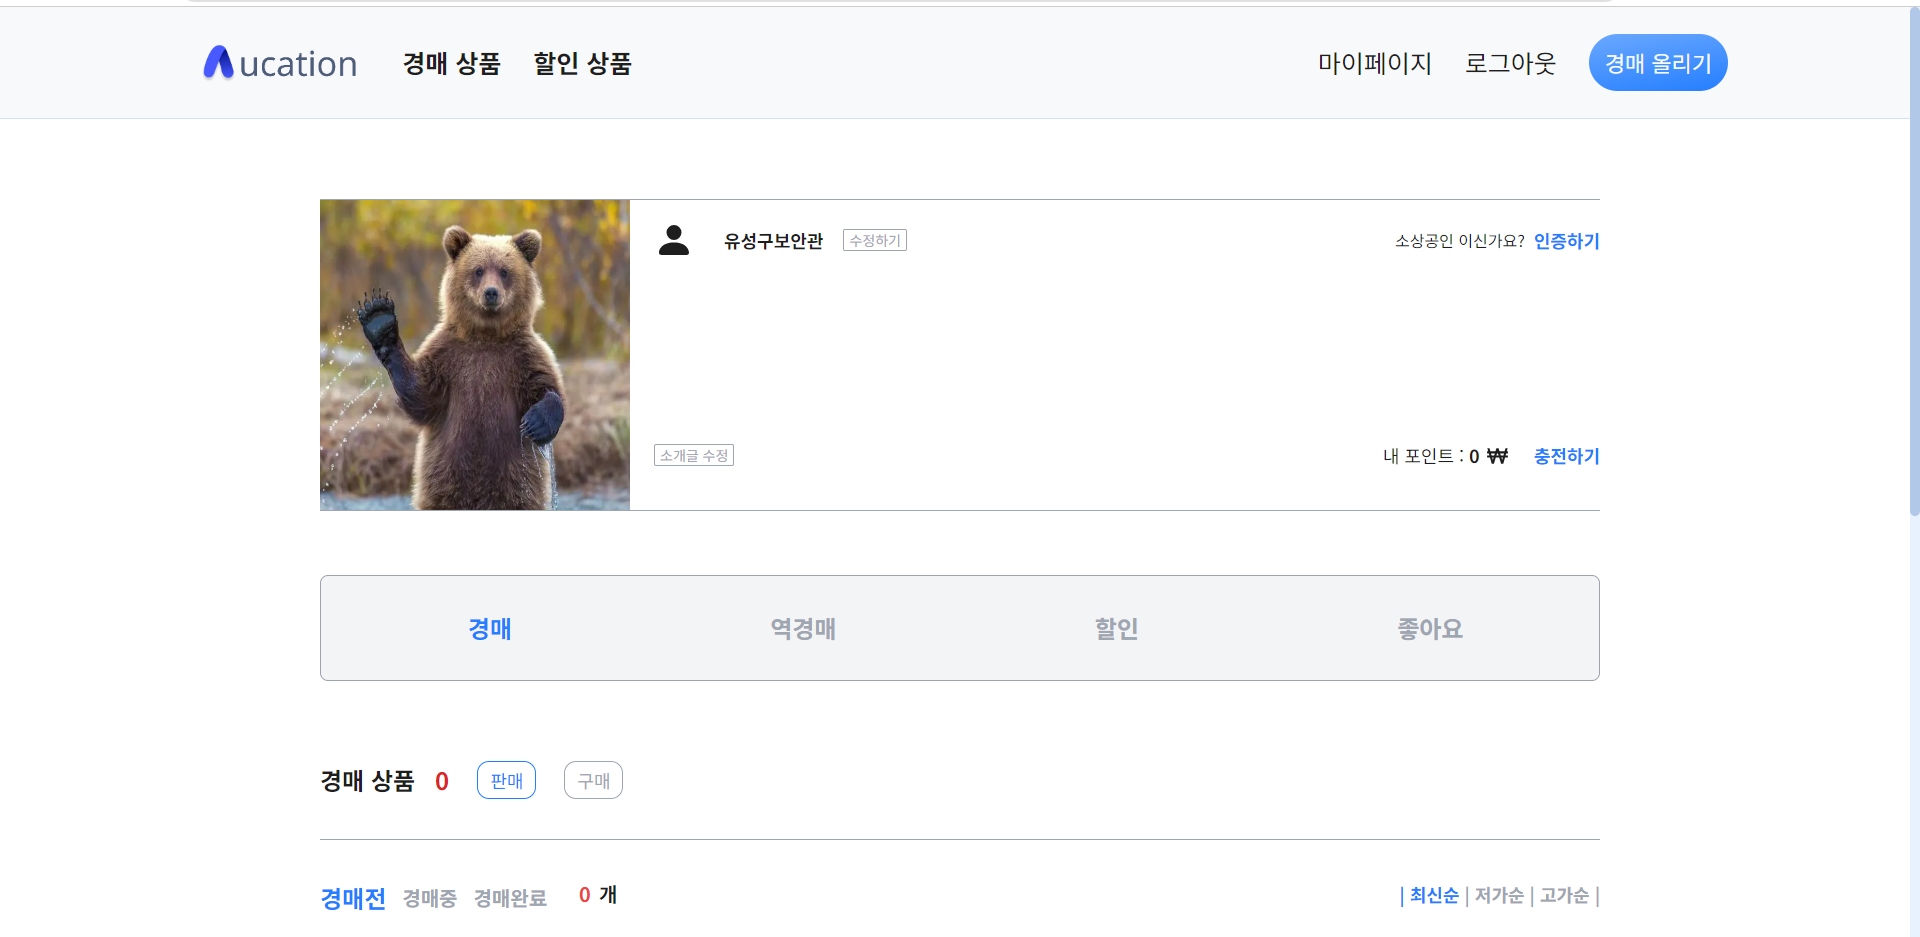 Aucation 경매 상품 할인 상품 마이페이지 로그아웃 경매 올리기
유성구보안관 수정하기 소상공인 이신가요? 인증하기
소개글 수정 내 포인트 : 0 ₩ 충전하기
경매 역경매 할인 좋아요
경매 상품 0 판매 구매
경매전 경매중 경매완료 0 개 | 최신순 | 저가순 | 고가순 |